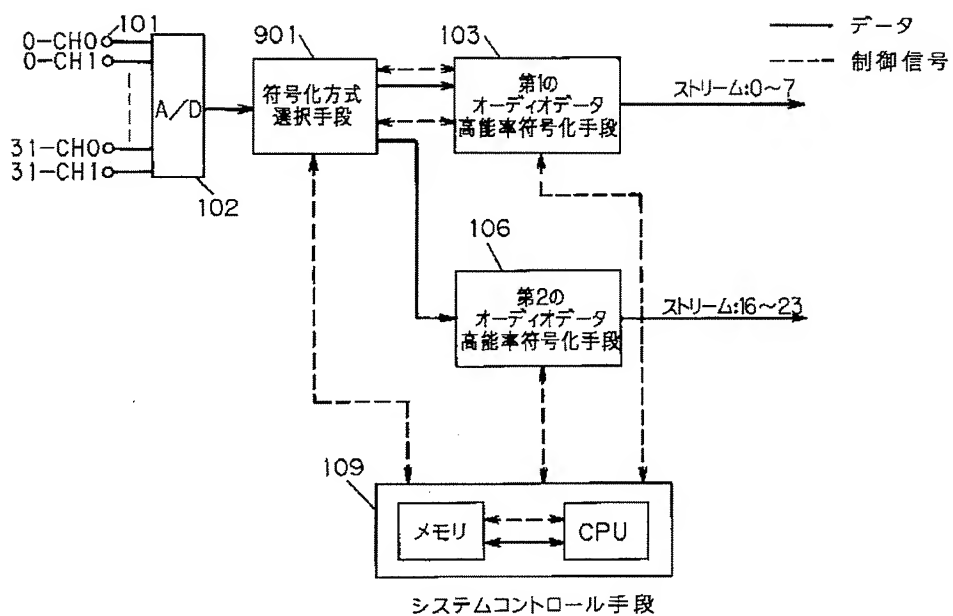 0-CH0
101
0-CH1
31-CH0
31-CH1
A/D
102
901
符号化方式
選択手段
103
第1の
オーディオデータ
高能率符号化手段
ストリーム:0~7
データ
制御信号
106
第2の
オーディオデータ
高能率符号化手段
ストリーム:16~23
109
メモリ
CPU
システムコントロール手段